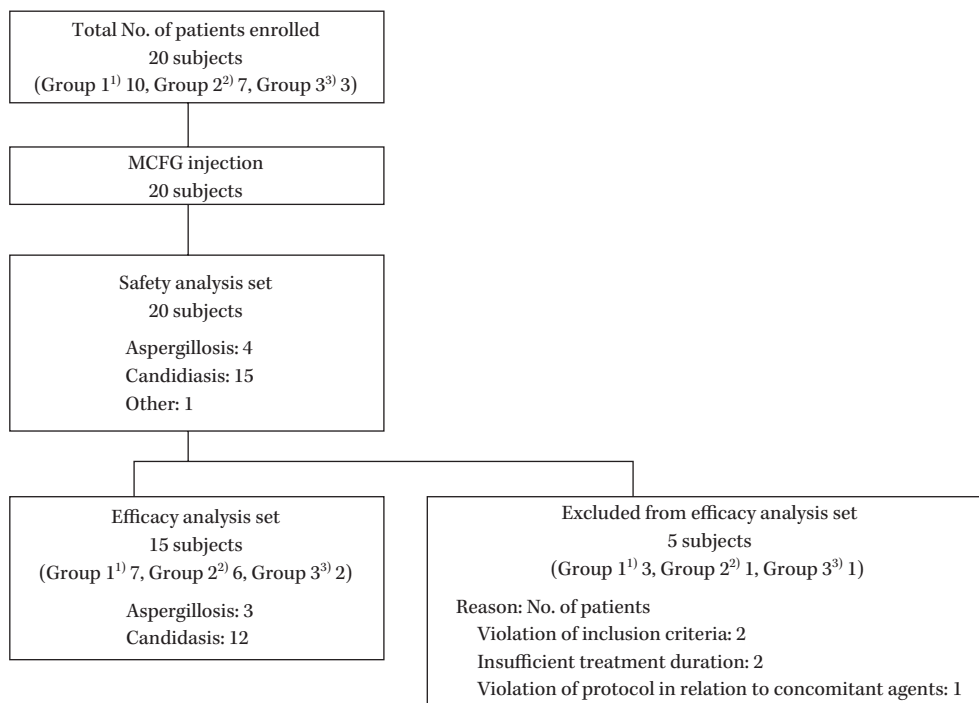 Total No. of patients enrolled
20 subjects
(Group 1¹⁾ 10, Group 2²⁾ 7, Group 3³⁾ 3)
MCFG injection
20 subjects
Safety analysis set
20 subjects
Aspergillosis: 4
Candidiasis: 15
Other: 1
Efficacy analysis set
15 subjects
(Group 1¹⁾ 7, Group 2²⁾ 6, Group 3³⁾ 2)
Aspergillosis: 3
Candidasis: 12
Excluded from efficacy analysis set
5 subjects
(Group 1¹⁾ 3, Group 2²⁾ 1, Group 3³⁾ 1)
Reason: No. of patients
Violation of inclusion criteria: 2
Insufficient treatment duration: 2
Violation of protocol in relation to concomitant agents: 1